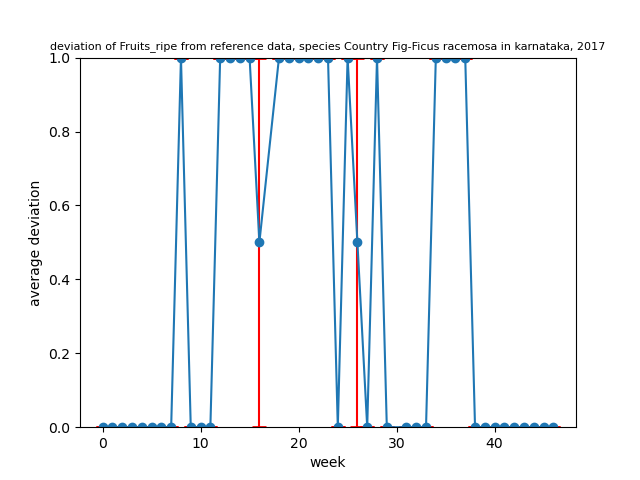 deviation of Fruits_ripe from reference data, species Country Fig-Ficus racemosa in karnataka, 2017
1.0
0.8
0.6
0.4
0.2
0.0
average deviation
0 10 20 30 40
week